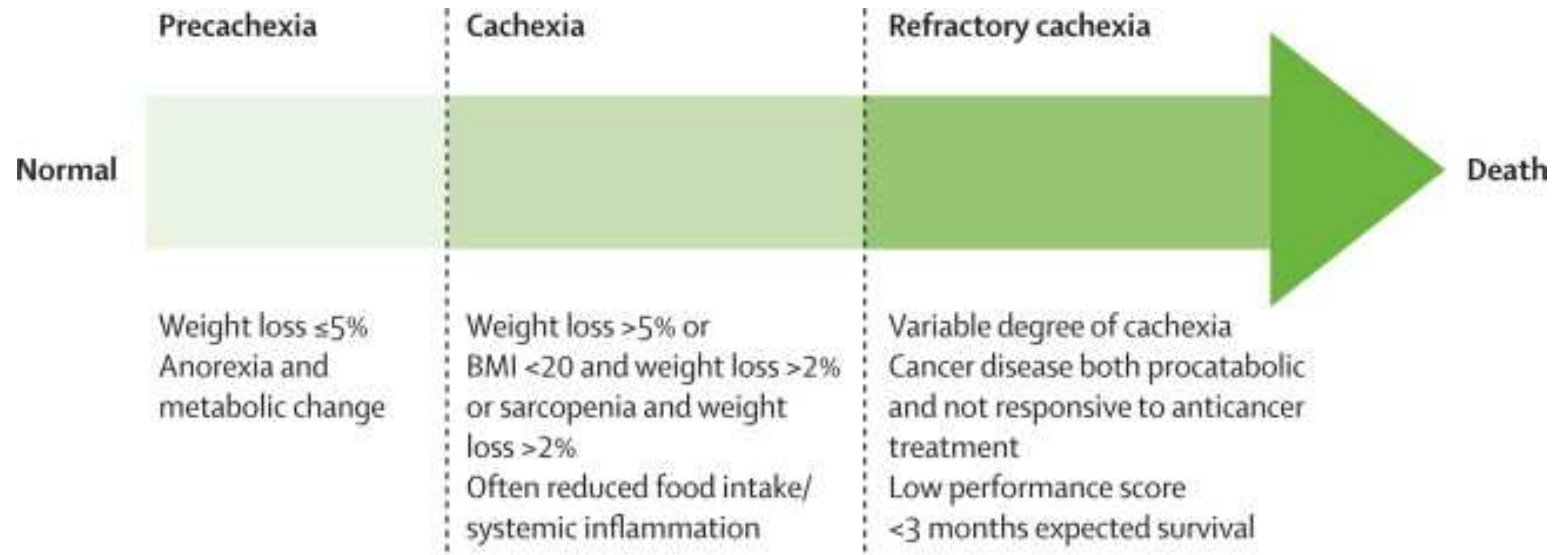 Precachexia
Cachexia
Refractory cachexia
Normal
Death
Weight loss ≤5%
Anorexia and
metabolic change
Weight loss >5% or
BMI <20 and weight loss >2%
or sarcopenia and weight
loss >2%
Often reduced food intake/
systemic inflammation
Variable degree of cachexia
Cancer disease both procatabolic
and not responsive to anticancer
treatment
Low performance score
<3 months expected survival